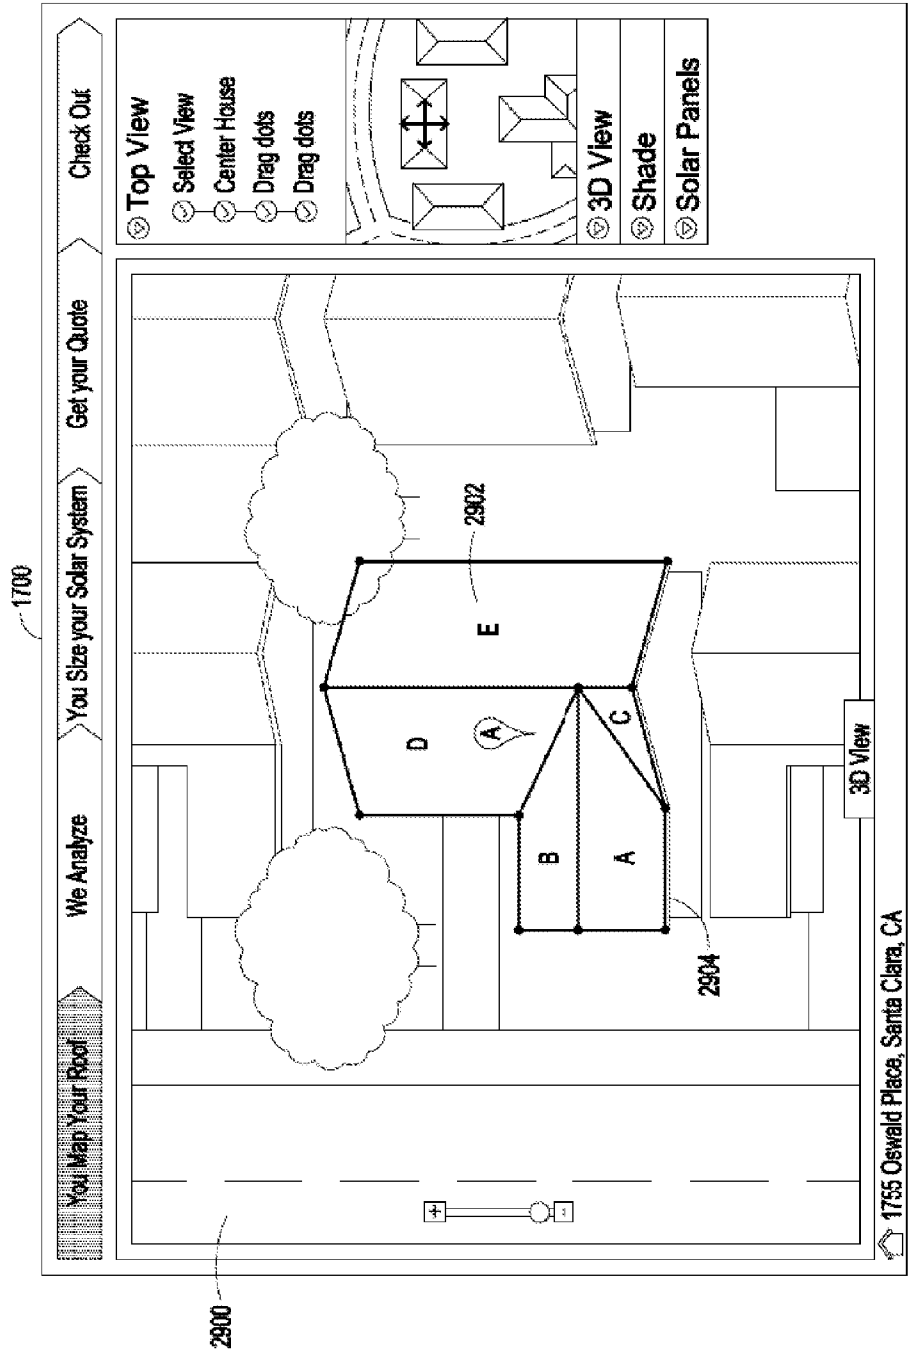 1700
You Map Your Roof
We Analyze
You Size your Solar System
Get your Quote
Check Out
2900
D
A
E
2902
B
A
C
2904
+
-
3D View
Top View
Select View
Center House
Drag dots
Drag dots
3D View
Shade
Solar Panels
1755 Oswald Place, Santa Clara, CA